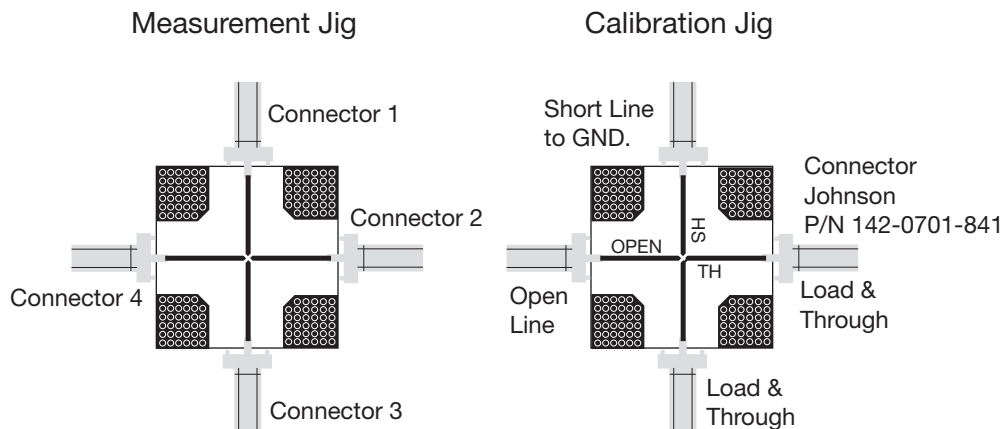 Measurement Jig
Connector 1
Connector 2
Connector 4
Connector 3
Calibration Jig
Short Line
to GND.
Connector
Johnson
P/N 142-0701-841
HS
OPEN
TH
Open
Line
Load &
Through
Load &
Through